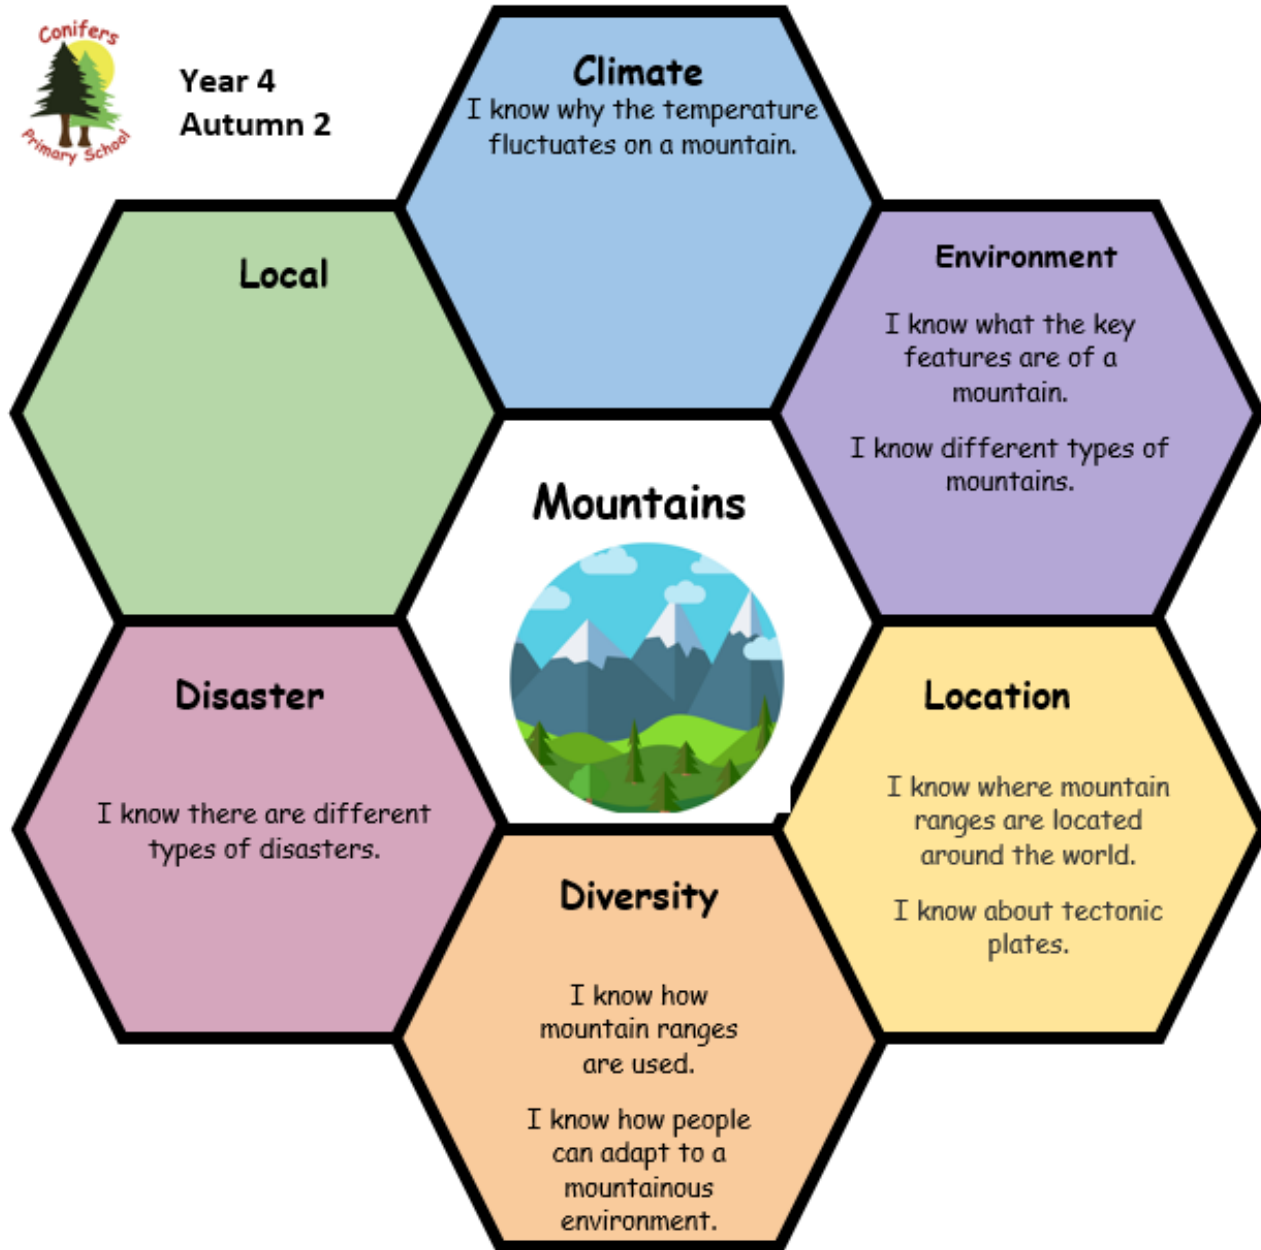 Conifers
Primary School
Year 4
Autumn 2
Climate
I know why the temperature
fluctuates on a mountain.
Local
Environment
I know what the key
features are of a
mountain.
I know different types of
mountains.
Mountains
Disaster
I know there are different
types of disasters.
Location
I know where mountain
ranges are located
around the world.
I know about tectonic
plates.
Diversity
I know how
mountain ranges
are used.
I know how people
can adapt to a
mountainous
environment.